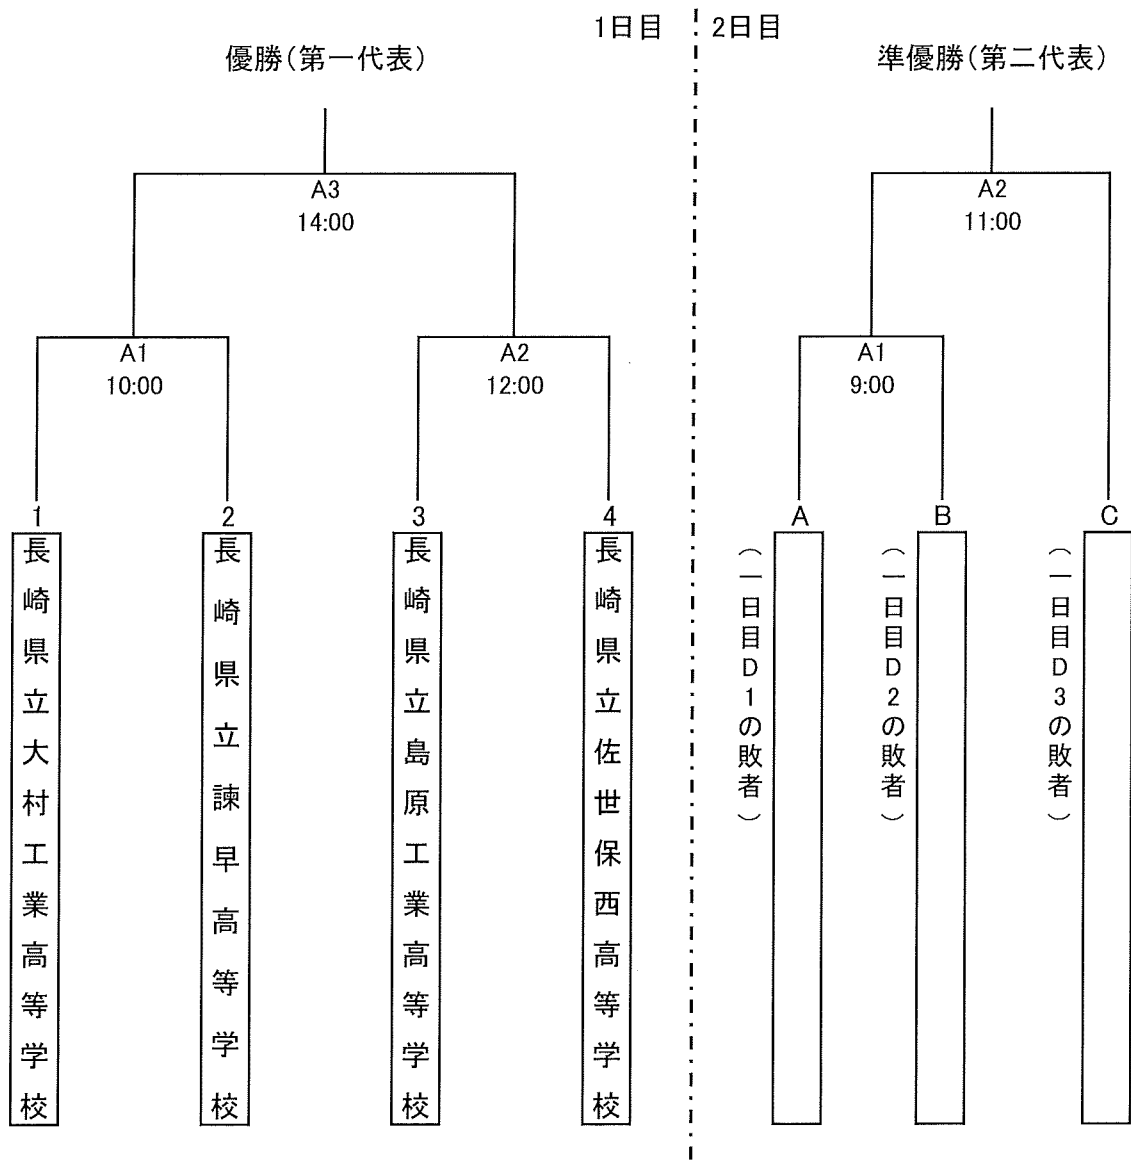 1日目
2日目
優勝(第一代表)
準優勝(第二代表)
A3
14:00
A2
11:00
A1
10:00
A2
12:00
A1
9:00
1
2
3
4
A
B
C
長崎県立大村工業高等学校
長崎県立諫早高等学校
長崎県立島原工業高等学校
長崎県立佐世保西高等学校
(一日目D1の敗者)
(一日目D2の敗者)
(一日目D3の敗者)